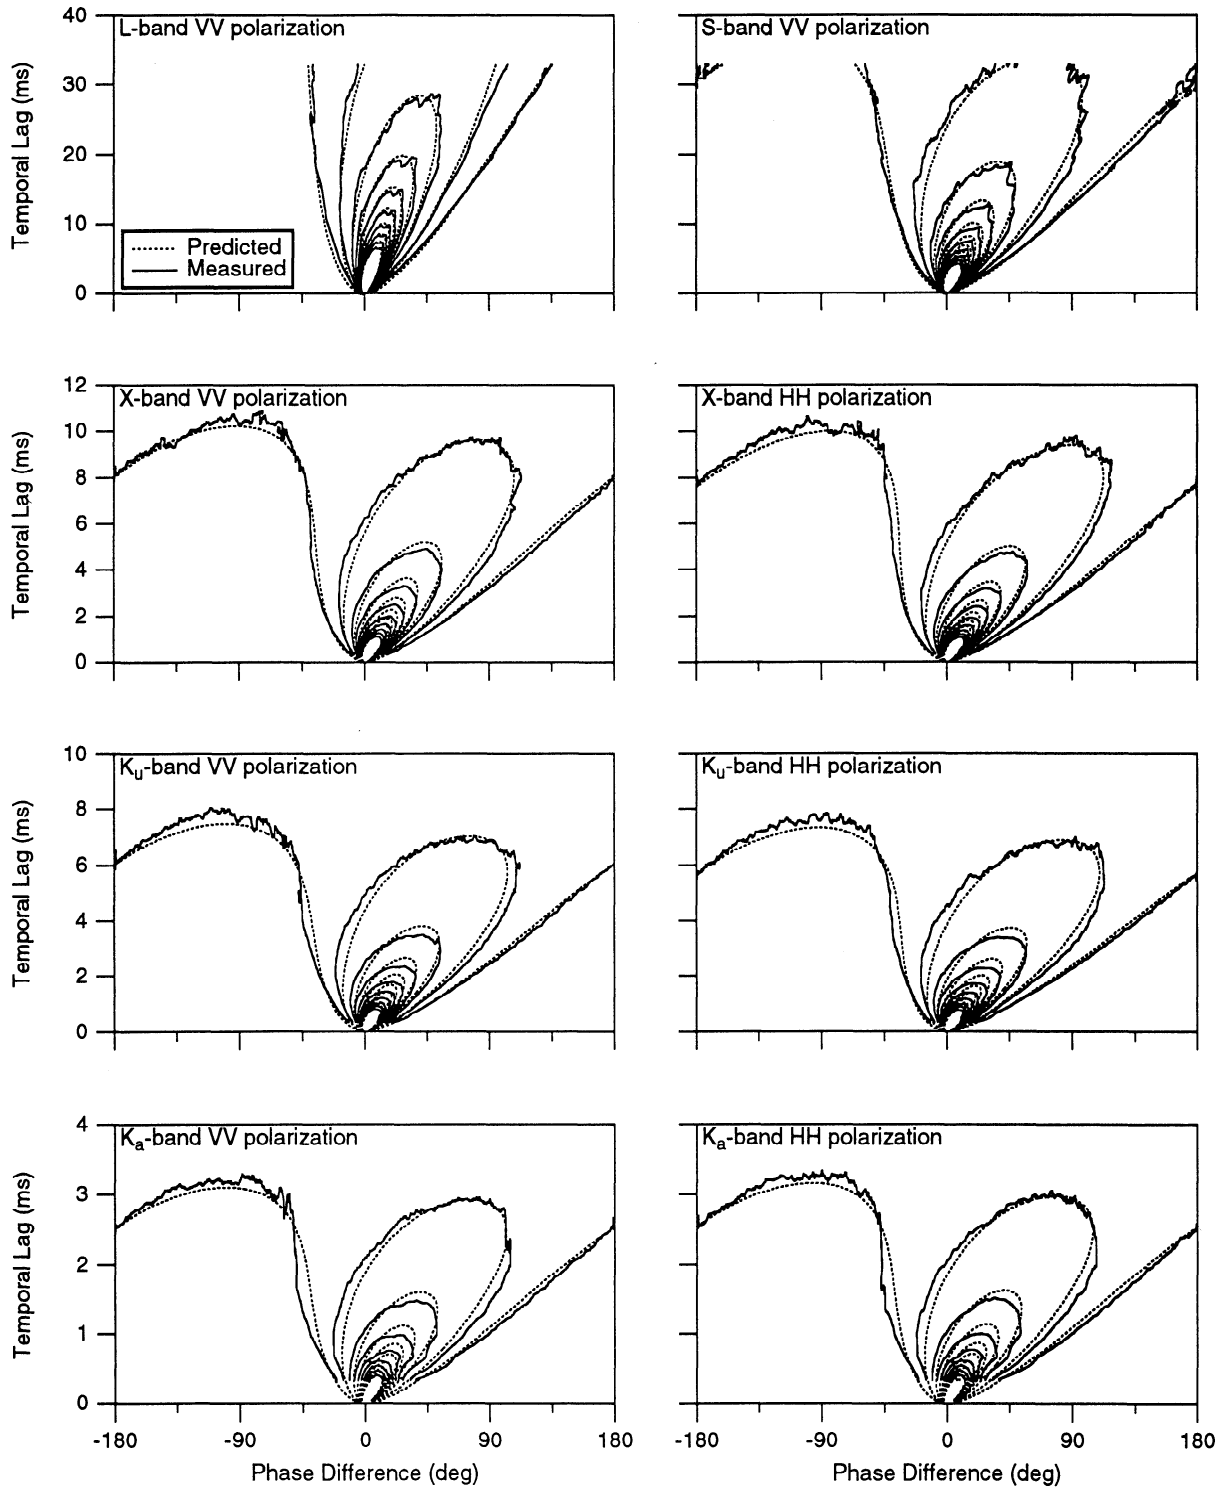 L-band VV polarization
S-band VV polarization
40
30
20
10
0
Temporal Lag (ms)
Predicted
Measured
X-band VV polarization
X-band HH polarization
12
10
8
6
4
2
0
Temporal Lag (ms)
Ku-band VV polarization
Ku-band HH polarization
10
8
6
4
2
0
Temporal Lag (ms)
Ka-band VV polarization
Ka-band HH polarization
4
3
2
1
0
Temporal Lag (ms)
-180 -90 0 90 180
-180 -90 0 90 180
Phase Difference (deg)
Phase Difference (deg)